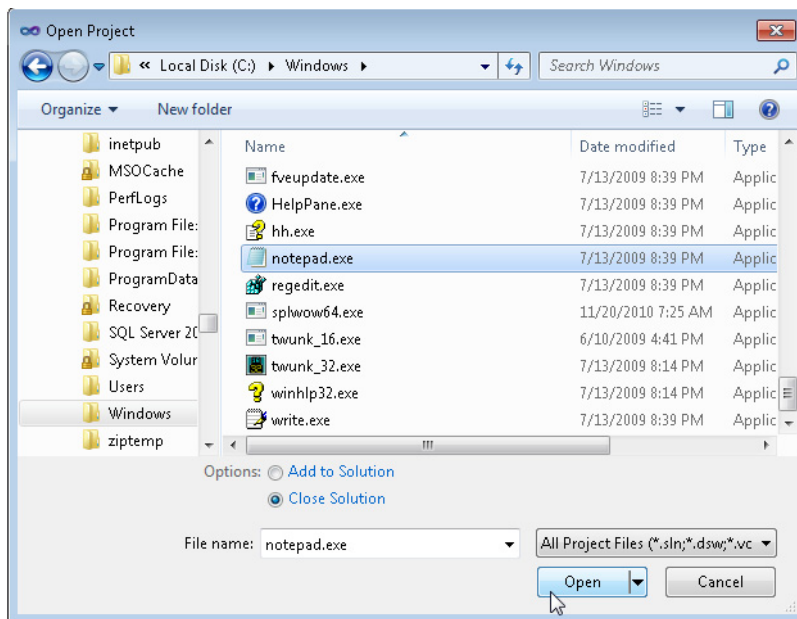 Open Project
« Local Disk (C:) Windows Search Windows
Organize New folder
Name Date modified Type
inetpub
MSOCache
PerfLogs
Program File:
Program File:
ProgramData
Recovery
SQL Server 20
System Volur
Users
Windows
ziptemp
fveupdate.exe 7/13/2009 8:39 PM Applic
HelpPane.exe 7/13/2009 8:39 PM Applic
hh.exe 7/13/2009 8:39 PM Applic
notepad.exe 7/13/2009 8:39 PM Applic
regedit.exe 7/13/2009 8:39 PM Applic
splwow64.exe 11/20/2010 7:25 AM Applic
twunk_16.exe 6/10/2009 4:41 PM Applic
twunk_32.exe 7/13/2009 8:14 PM Applic
winhlp32.exe 7/13/2009 8:14 PM Applic
write.exe 7/13/2009 8:39 PM Applic
Options: Add to Solution
Close Solution
File name: notepad.exe All Project Files (*.sln;*.dsw;*.vc
Open Cancel